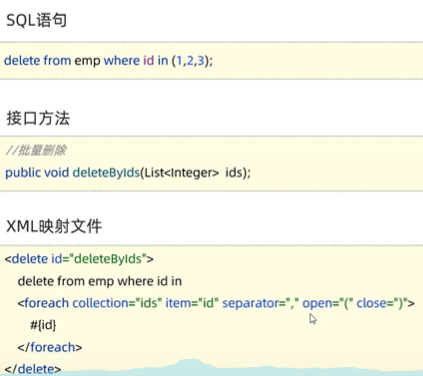 SQL语句
delete from emp where id in (1,2,3);
接口方法
//批量删除
public void deleteByIds(List<Integer> ids);
XML映射文件
<delete id="deleteByIds">
delete from emp where id in
<foreach collection="ids" item="id" separator="," open="(" close=")">
#{id}
</foreach>
</delete>